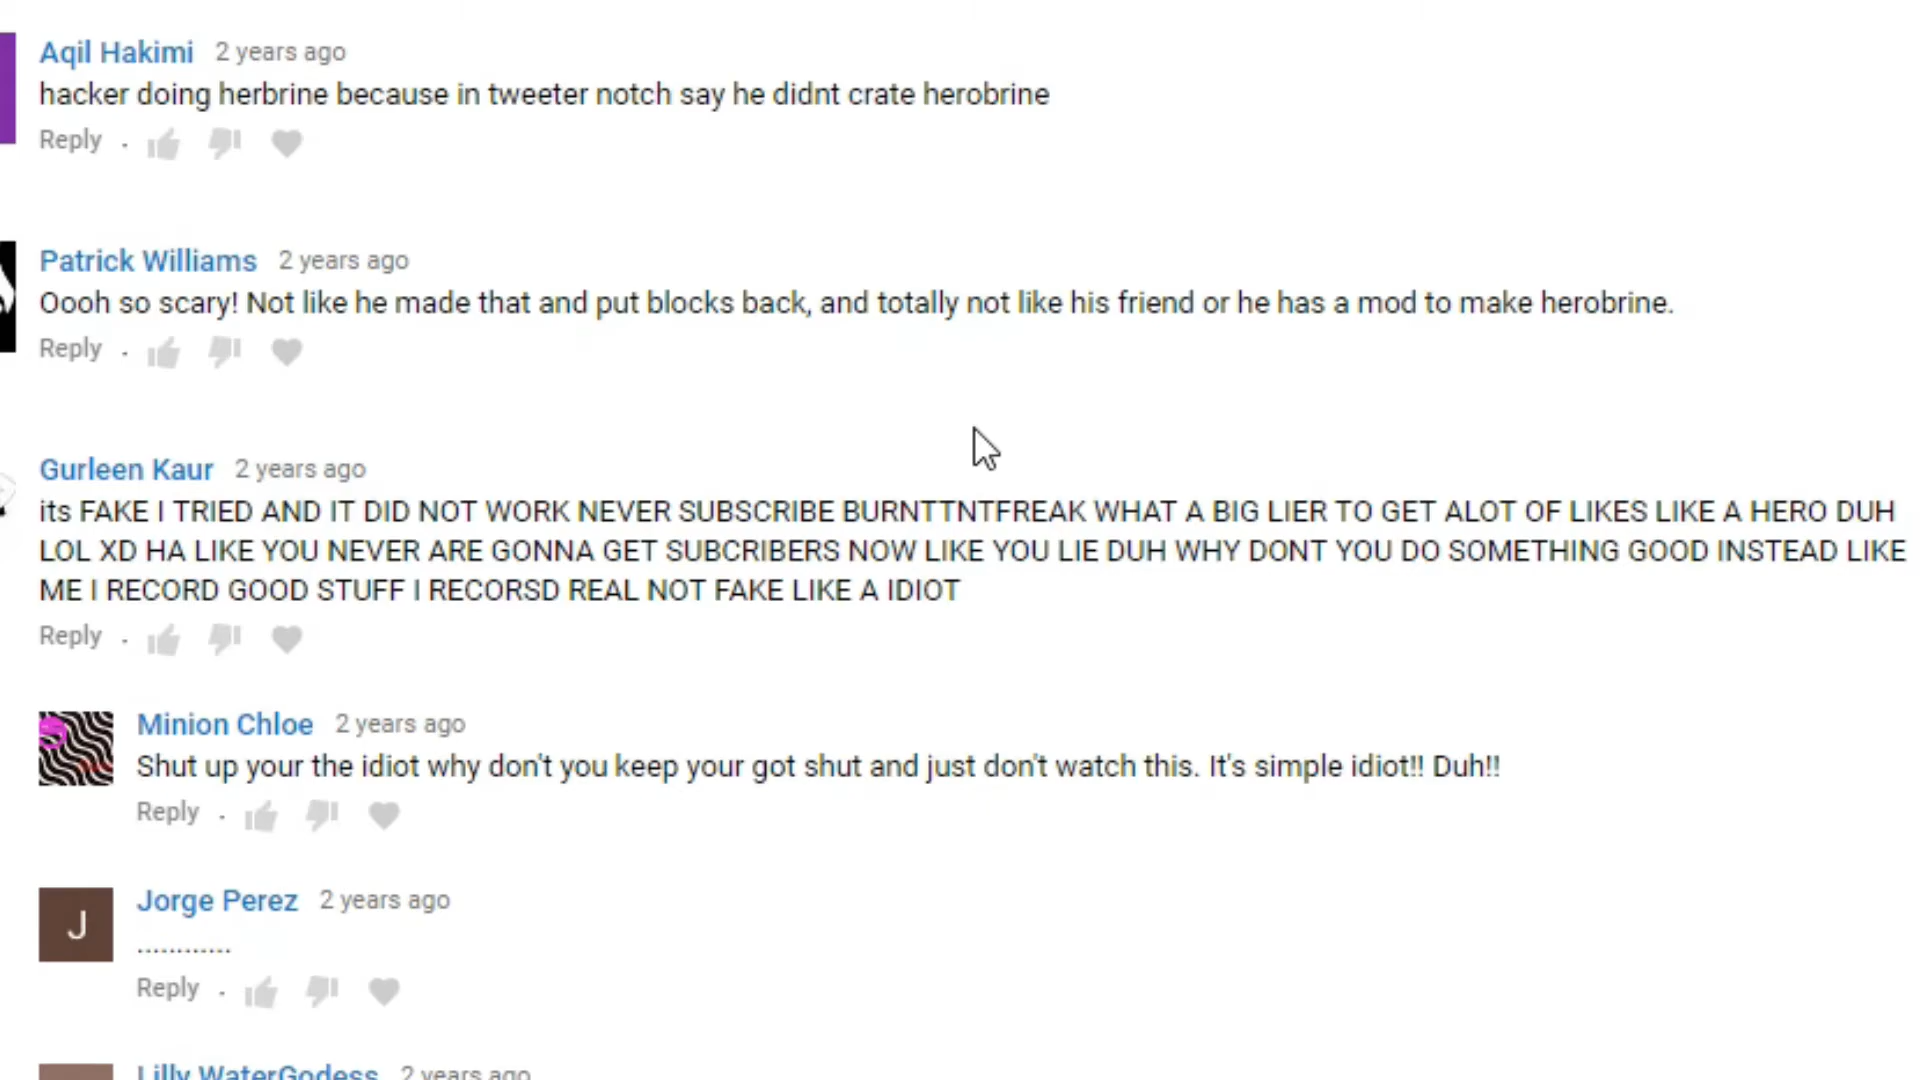 Aqil Hakimi 2 years ago
hacker doing herbrine because in tweeter notch say he didnt crate herobrine
Reply .
Patrick Williams 2 years ago
Oooh so scary! Not like he made that and put blocks back, and totally not like his friend or he has a mod to make herobrine.
Reply .
Gurleen Kaur 2 years ago
its FAKE I TRIED AND IT DID NOT WORK NEVER SUBSCRIBE BURNTTNTFREAK WHAT A BIG LIER TO GET ALOT OF LIKES LIKE A HERO DUH
LOL XD HA LIKE YOU NEVER ARE GONNA GET SUBCRIBERS NOW LIKE YOU LIE DUH WHY DONT YOU DO SOMETHING GOOD INSTEAD LIKE
ME I RECORD GOOD STUFF I RECORSD REAL NOT FAKE LIKE A IDIOT
Reply .
Minion Chloe 2 years ago
Shut up your the idiot why don't you keep your got shut and just don't watch this. It's simple idiot!! Duh!!
Reply .
J
Jorge Perez 2 years ago
............
Reply .
Lilly WaterGodess 2 years ago